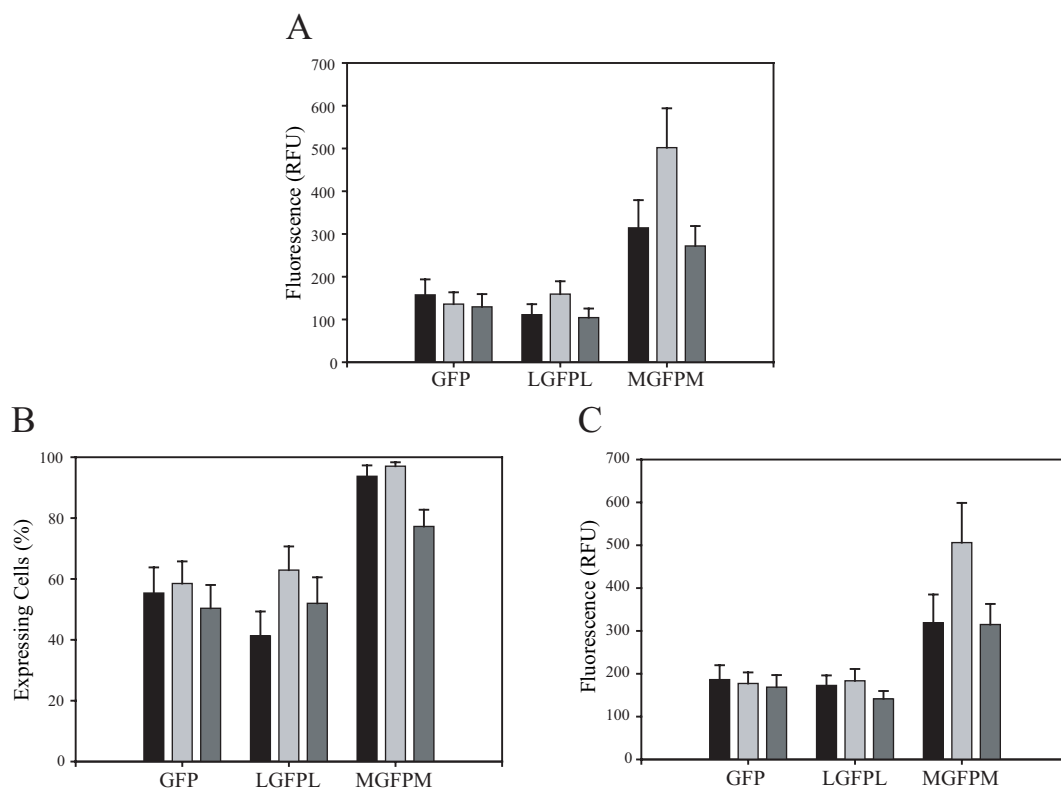 A
Fluorescence (RFU)
700
600
500
400
300
200
100
0
GFP LGFPL MGFPM
B
Expressing Cells (%)
100
80
60
40
20
0
GFP LGFPL MGFPM
C
Fluorescence (RFU)
700
600
500
400
300
200
100
0
GFP LGFPL MGFPM